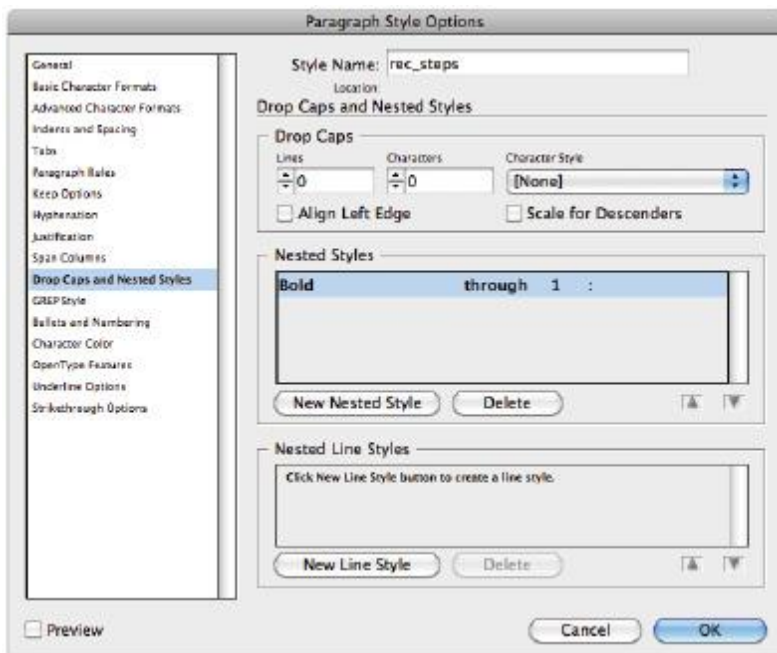 Paragraph Style Options
General
Basic Character Formats
Advanced Character Formats
Indents and Spacing
Tabs
Paragraph Rules
Keep Options
Hyphenation
Justification
Span Columns
Drop Caps and Nested Styles
GREP Style
Bullets and Numbering
Character Color
OpenType Features
Underline Options
Strikethrough Options
Style Name: rec_steps
Location:
Drop Caps and Nested Styles
Drop Caps
Lines Characters Character Style
0 0 [None]
Align Left Edge Scale for Descenders
Nested Styles
Bold through 1 :
New Nested Style Delete
Nested Line Styles
Click New Line Style button to create a line style.
New Line Style Delete
Preview Cancel OK